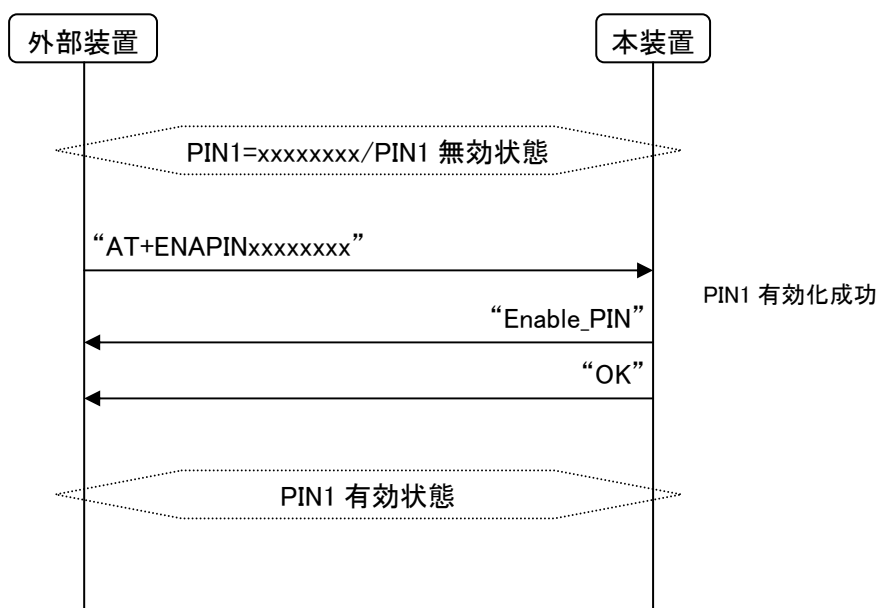 外部装置
本装置
PIN1=xxxxxxxx/PIN1 無効状態
“AT+ENAPINxxxxxxxx”
PIN1 有効化成功
“Enable_PIN”
“OK”
PIN1 有効状態